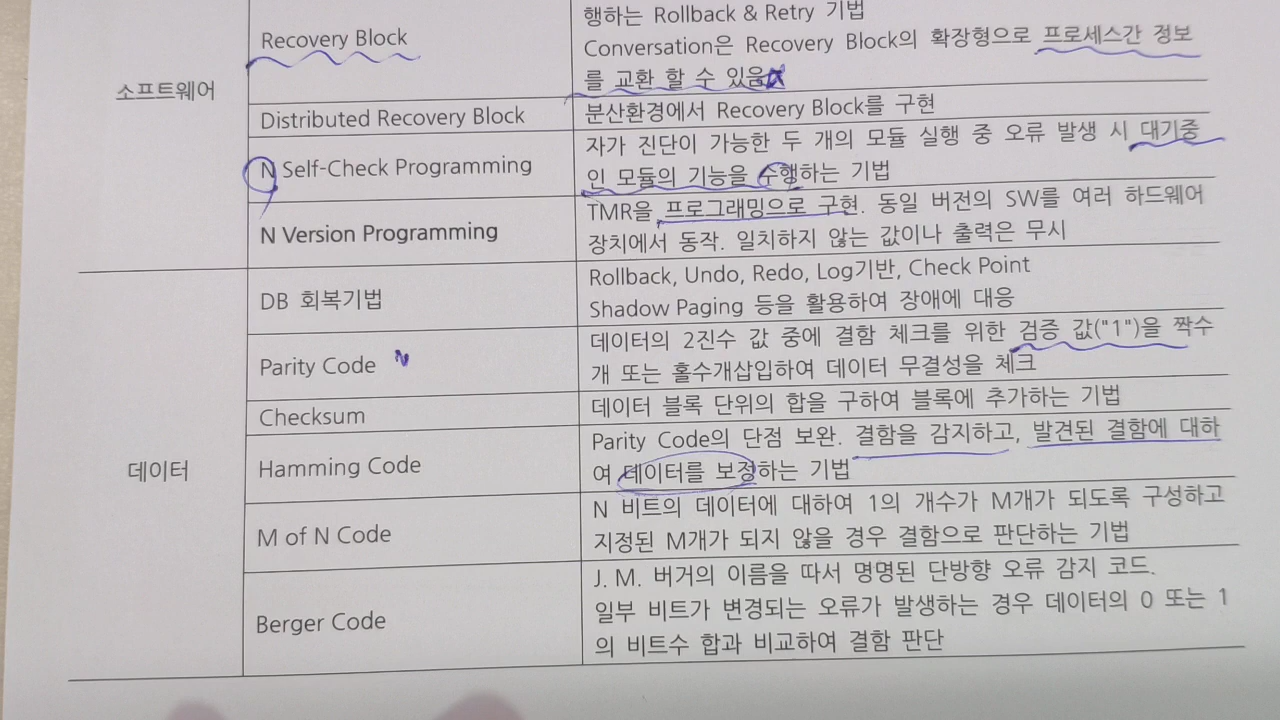 행하는 Rollback & Retry 기법
Recovery Block
Conversation은 Recovery Block의 확장형으로 프로세스간 정보
를 교환 할 수 있음
소프트웨어
Distributed Recovery Block
분산환경에서 Recovery Block를 구현
N Self-Check Programming
자가 진단이 가능한 두 개의 모듈 실행 중 오류 발생 시 대기중
인 모듈의 기능을 수행하는 기법
N Version Programming
TMR을 프로그래밍으로 구현. 동일 버전의 SW를 여러 하드웨어
장치에서 동작. 일치하지 않는 값이나 출력은 무시
데이터
DB 회복기법
Rollback, Undo, Redo, Log기반, Check Point
Shadow Paging 등을 활용하여 장애에 대응
Parity Code
데이터의 2진수 값 중에 결함 체크를 위한 검증 값("1")을 짝수
개 또는 홀수개삽입하여 데이터 무결성을 체크
Checksum
데이터 블록 단위의 합을 구하여 블록에 추가하는 기법
Hamming Code
Parity Code의 단점 보완. 결함을 감지하고, 발견된 결함에 대하
여 데이터를 보정하는 기법
M of N Code
N 비트의 데이터에 대하여 1의 개수가 M개가 되도록 구성하고
지정된 M개가 되지 않을 경우 결함으로 판단하는 기법
Berger Code
J. M. 버거의 이름을 따서 명명된 단방향 오류 감지 코드.
일부 비트가 변경되는 오류가 발생하는 경우 데이터의 0 또는 1
의 비트수 합과 비교하여 결함 판단